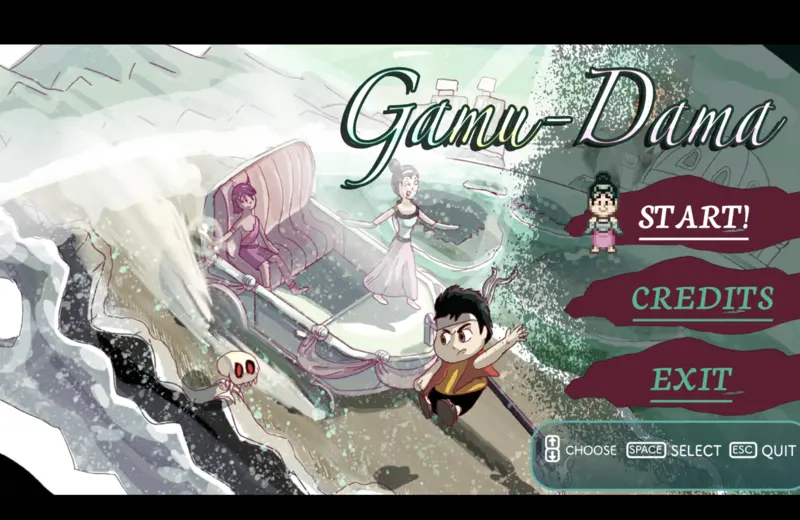 Gamu-Dama
START!
CREDITS
EXIT
CHOOSE SPACE SELECT ESC QUIT